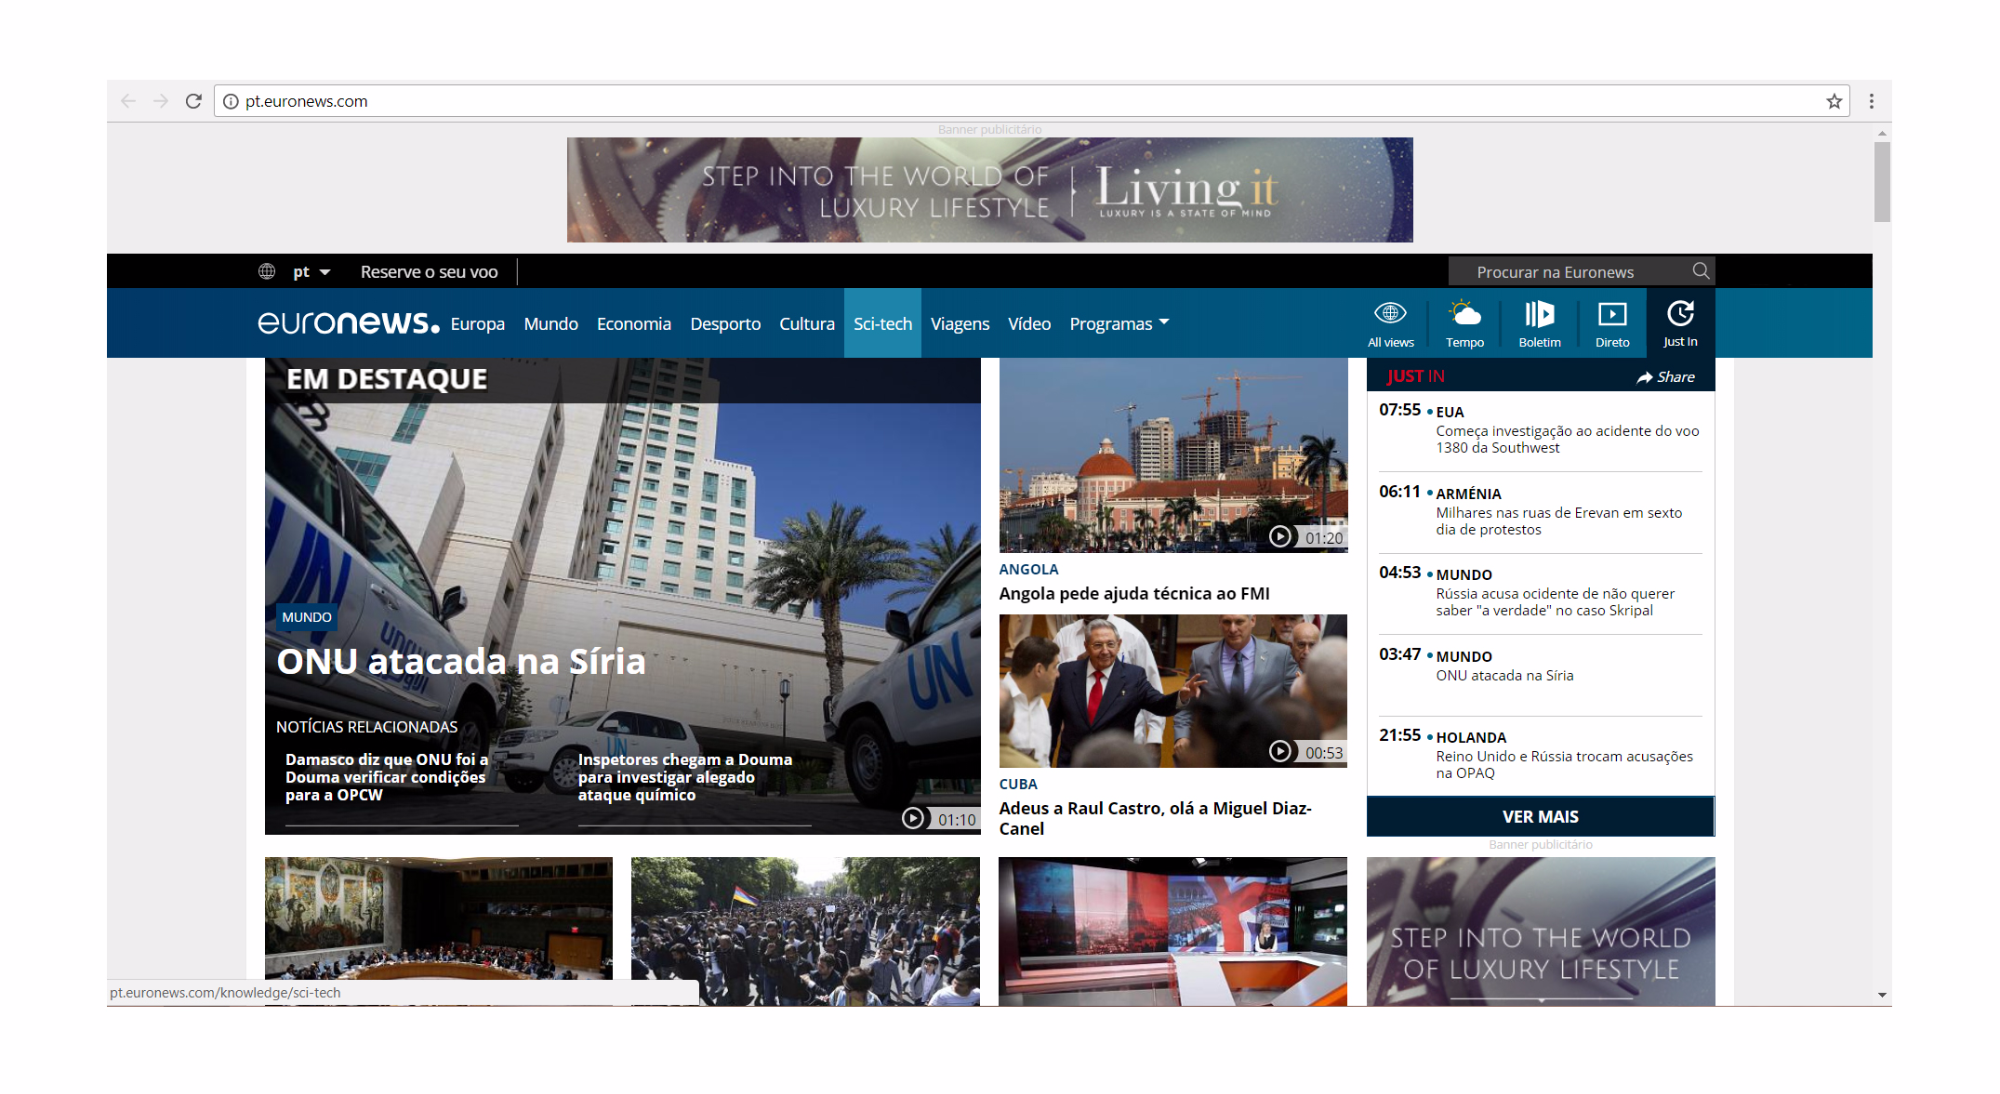 pt.euronews.com
Banner publicitário
STEP INTO THE WORLD OF
LUXURY LIFESTYLE
Living it
LUXURY IS A STATE OF MIND
pt
Reserve o seu voo
Procurar na Euronews
euronews.
Europa
Mundo
Economia
Desporto
Cultura
Sci-tech
Viagens
Vídeo
Programas
All views
Tempo
Boletim
Direto
Just In
EM DESTAQUE
UN
UN
UN
MUNDO
ONU atacada na Síria
NOTÍCIAS RELACIONADAS
Damasco diz que ONU foi a
Douma verificar condições
para a OPCW
Inspetores chegam a Douma
para investigar alegado
ataque químico
01:10
01:20
ANGOLA
Angola pede ajuda técnica ao FMI
00:53
CUBA
Adeus a Raul Castro, olá a Miguel Diaz-
Canel
JUST IN
Share
07:55
EUA
Começa investigação ao acidente do voo
1380 da Southwest
06:11
ARMÉNIA
Milhares nas ruas de Erevan em sexto
dia de protestos
04:53
MUNDO
Rússia acusa ocidente de não querer
saber "a verdade" no caso Skripal
03:47
MUNDO
ONU atacada na Síria
21:55
HOLANDA
Reino Unido e Rússia trocam acusações
na OPAQ
VER MAIS
Banner publicitário
STEP INTO THE WORLD
OF LUXURY LIFESTYLE
pt.euronews.com/knowledge/sci-tech